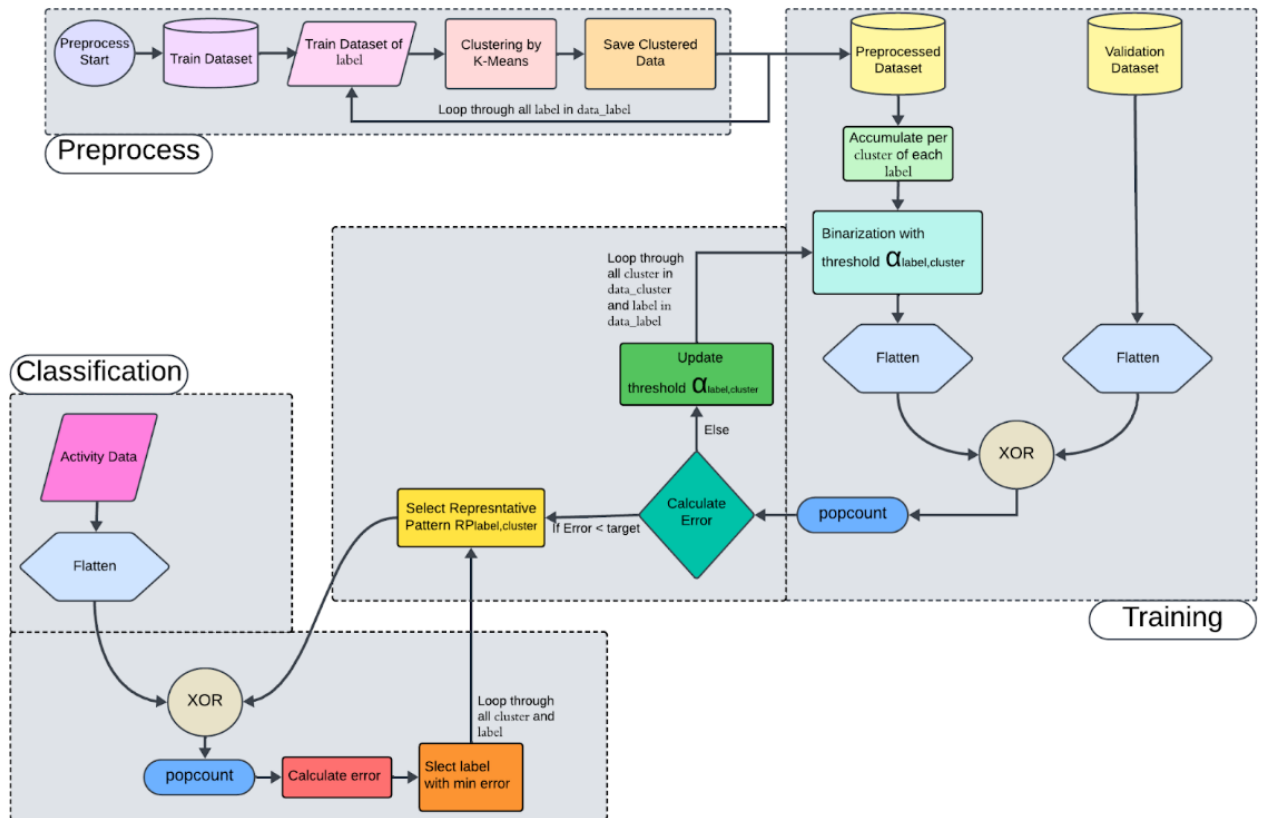 Preprocess
Start
Train Dataset
Train Dataset of
label
Clustering by
K-Means
Save Clustered
Data
Loop through all label in data_label
Preprocess
Preprocessed
Dataset
Validation
Dataset
Accumulate per
cluster of each
label
Binarization with
threshold αlabel,cluster
Flatten
Flatten
XOR
popcount
Calculate
Error
Else
If Error < target
Update
threshold αlabel,cluster
Loop through
all cluster in
data_cluster
and label in
data_label
Select Represntative
Pattern RPlabel,cluster
Training
Classification
Activity Data
Flatten
XOR
popcount
Calculate error
Slect label
with min error
Loop through
all cluster and
label